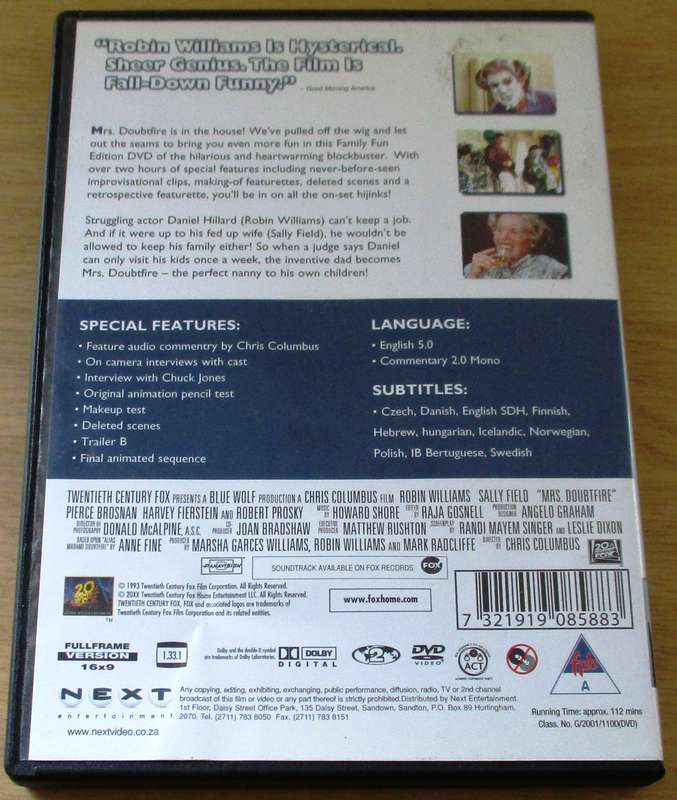 "Robin Williams Is Hysterical.
Sheer Genius. The Film Is
Fall-Down Funny!"
- Good Morning America
Mrs. Doubtfire is in the house! We've pulled off the wig and let
out the seams to bring you even more fun in this Family Fun
Edition DVD of the hilarious and heartwarming blockbuster. With
over two hours of special features including never-before-seen
improvisational clips, making-of featurettes, deleted scenes and a
retrospective featurette, you'll be in on all the on-set hijinks!
Struggling actor Daniel Hillard (Robin Williams) can't keep a job.
And if it were up to his fed up wife (Sally Field), he wouldn't be
allowed to keep his family either! So when a judge says Daniel
can only visit his kids once a week, the inventive dad becomes
Mrs. Doubtfire – the perfect nanny to his own children!
SPECIAL FEATURES:
• Feature audio commentry by Chris Columbus
• On camera interviews with cast
• Interview with Chuck Jones
• Original animation pencil test
• Makeup test
• Deleted scenes
• Trailer B
• Final animated sequence
LANGUAGE:
• English 5.0
• Commentary 2.0 Mono
SUBTITLES:
• Czech, Danish, English SDH, Finnish,
Hebrew, hungarian, Icelandic, Norwegian,
Polish, IB Bertuguese, Swedish
TWENTIETH CENTURY FOX PRESENTS A BLUE WOLF PRODUCTION A CHRIS COLUMBUS FILM ROBIN WILLIAMS SALLY FIELD "MRS. DOUBTFIRE"
PIERCE BROSNAN HARVEY FIERSTEIN AND ROBERT PROSKY MUSIC BY HOWARD SHORE EDITED BY RAJA GOSNELL PRODUCTION DESIGNER ANGELO GRAHAM
DIRECTOR OF PHOTOGRAPHY DONALD McALPINE, A.S.C. CO-PRODUCER JOAN BRADSHAW EXECUTIVE PRODUCER MATTHEW RUSHTON SCREENPLAY BY RANDI MAYEM SINGER AND LESLIE DIXON
BASED UPON "ALIAS MADAME DOUBTFIRE" BY ANNE FINE PRODUCED BY MARSHA GARCES WILLIAMS, ROBIN WILLIAMS AND MARK RADCLIFFE DIRECTED BY CHRIS COLUMBUS
PANAVISION
SOUNDTRACK AVAILABLE ON FOX RECORDS
FOX
20 FOX
TM
© 1993 Twentieth Century Fox Film Corporation. All Rights Reserved.
© 20XX Twentieth Century Fox Home Entertainment LLC. All Rights Reserved.
TWENTIETH CENTURY FOX, FOX and associated logos are trademarks of
Twentieth Century Fox Film Corporation and its related entities.
www.foxhome.com
7 321919 085883
FULLFRAME
VERSION
16x9
1.33.1
Dolby and the double-D symbol
are trademarks of Dolby Laboratories.
DOLBY
DIGITAL
2
DVD
VIDEO
ACT
fpb
A
NEXT
entertainment
www.nextvideo.co.za
Any copying, editing, exhibiting, exchanging, public performance, diffusion, radio, TV or 2nd channel
broadcast of this film or video or any part thereof is strictly prohibited.Distributed by Next Entertainment.
1st Floor, Daisy Street Office Park, 135 Daisy Street, Sandown, Sandton, P.O. Box 89 Hurlingham.
2070. Tel. (2711) 783 8050 Fax. (2711) 783 8151
Running Time: approx. 112 mins
Class. No. G/2001/1100(DVD)